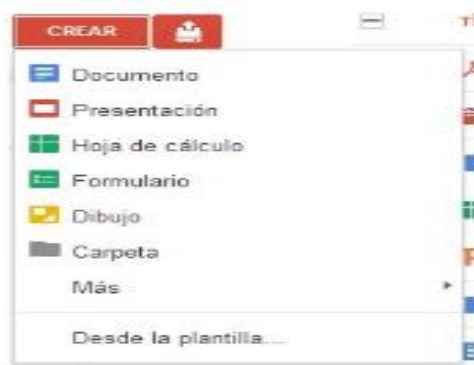 CREAR
Documento
Presentación
Hoja de cálculo
Formulario
Dibujo
Carpeta
Más
Desde la plantilla...